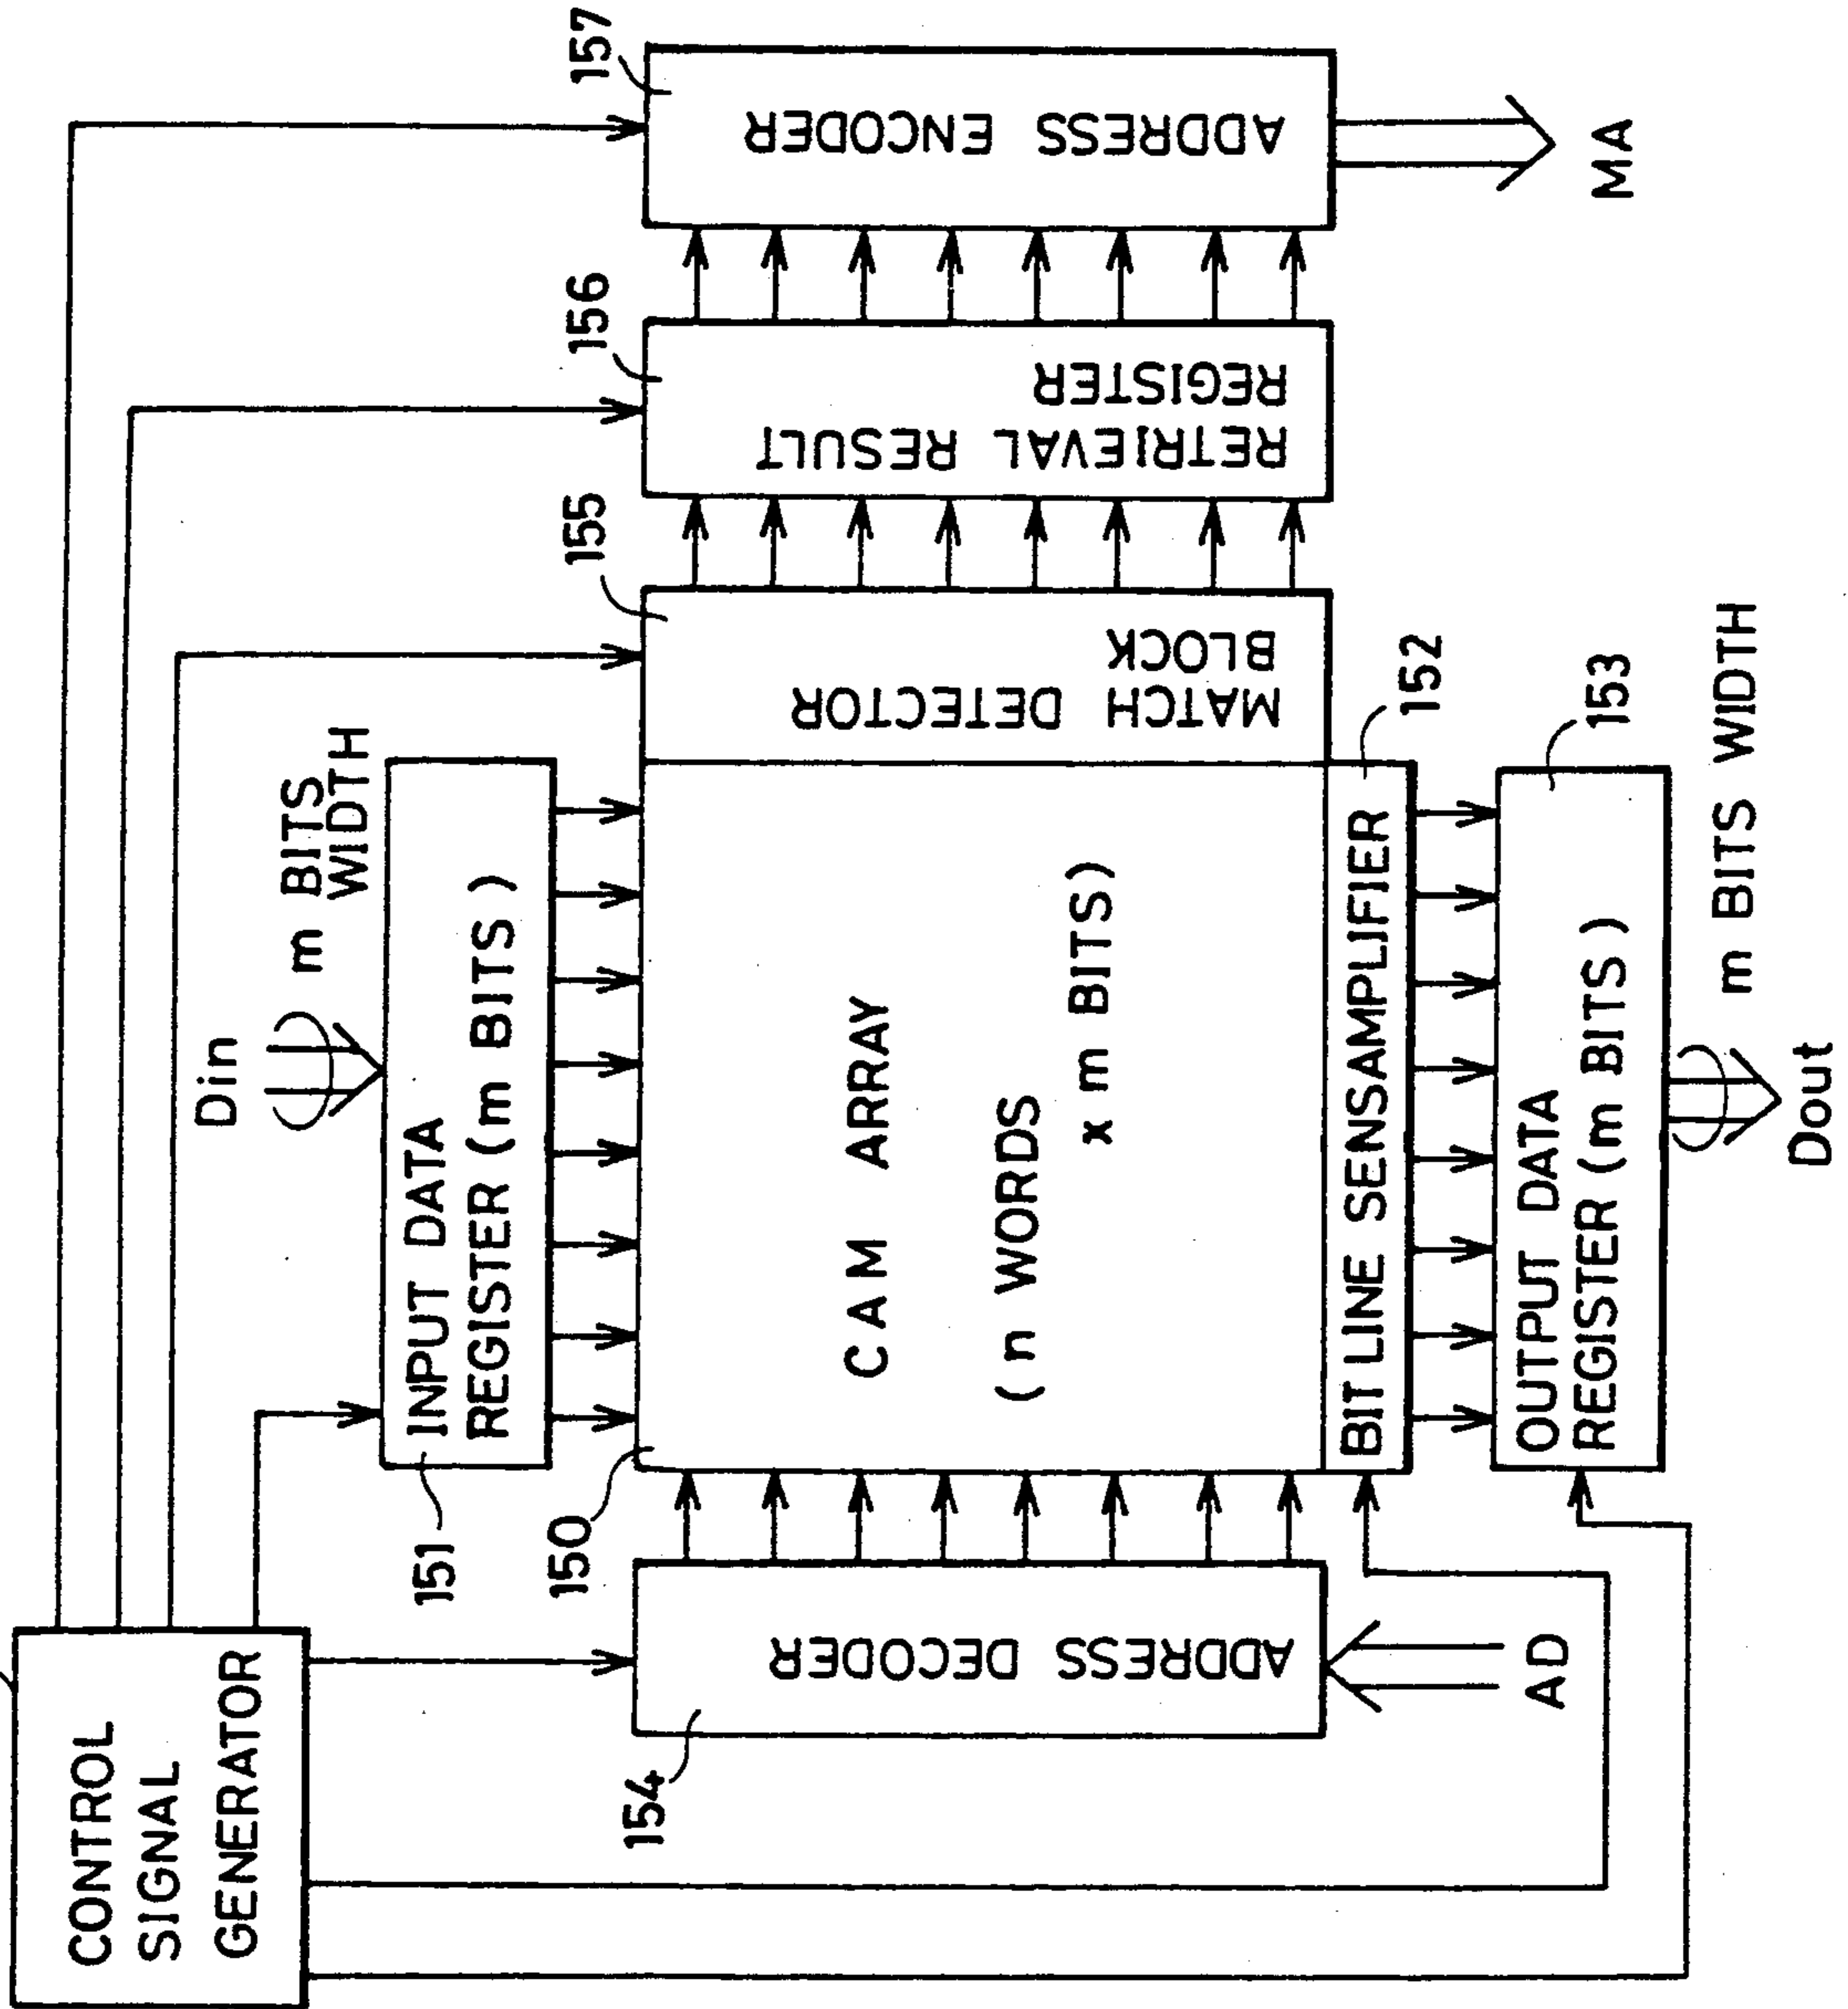 CONTROL
SIGNAL
GENERATOR
151
INPUT DATA
REGISTER (m BITS)
Din
m BITS
WIDTH
150
CAM ARRAY
(n WORDS
x m BITS)
154
ADDRESS DECODER
AD
BIT LINE SENSAMPLIFIER
152
OUTPUT DATA
REGISTER (m BITS)
153
m BITS WIDTH
Dout
MATCH DETECTOR
BLOCK
155
RETRIEVAL RESULT
REGISTER
156
ADDRESS ENCODER
157
MA